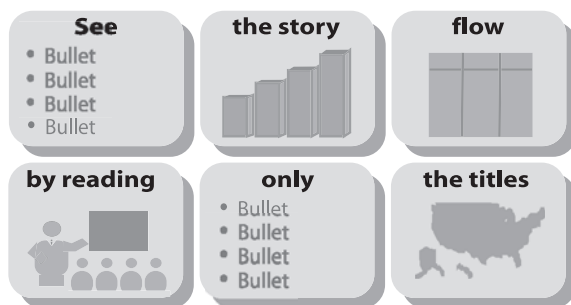 See
• Bullet
• Bullet
• Bullet
• Bullet
the story
flow
by reading
only
• Bullet
• Bullet
• Bullet
• Bullet
the titles